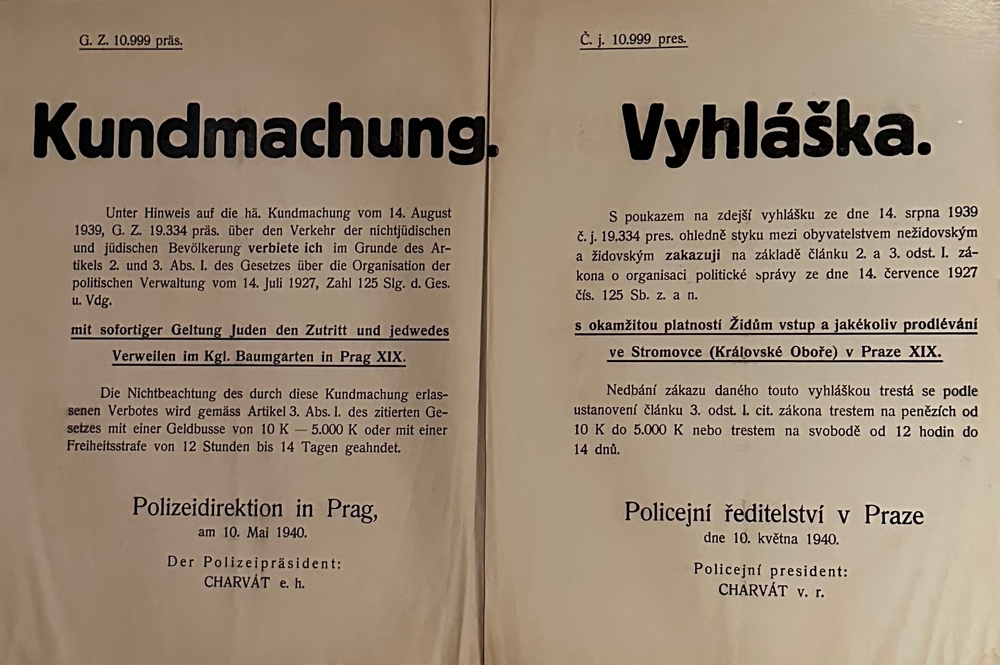 G. Z. 10.999 präs.
Kundmachung.
Unter Hinweis auf die hä. Kundmachung vom 14. August
1939, G. Z. 19.334 präs. über den Verkehr der nichtjüdischen
und jüdischen Bevölkerung verbiete ich im Grunde des Ar-
tikels 2. und 3. Abs. I. des Gesetzes über die Organisation der
politischen Verwaltung vom 14. Juli 1927, Zahl 125 Slg. d. Ges.
u. Vdg.
mit sofortiger Geltung Juden den Zutritt und jedwedes
Verweilen im Kgl. Baumgarten in Prag XIX.
Die Nichtbeachtung des durch diese Kundmachung erlas-
senen Verbotes wird gemäss Artikel 3. Abs. I. des zitierten Ge-
setzes mit einer Geldbusse von 10 K — 5.000 K oder mit einer
Freiheitsstrafe von 12 Stunden bis 14 Tagen geahndet.
Polizeidirektion in Prag,
am 10. Mai 1940.
Der Polizeipräsident:
CHARVÁT e. h.
Č. j. 10.999 pres.
Vyhláška.
S poukazem na zdejší vyhlášku ze dne 14. srpna 1939
č. j. 19.334 pres. ohledně styku mezi obyvatelstvem nežidovským
a židovským zakazuji na základě článku 2. a 3. odst. I. zá-
kona o organisaci politické správy ze dne 14. července 1927
čís. 125 Sb. z. a n.
s okamžitou platností Židům vstup a jakékoliv prodlévání
ve Stromovce (Královské Oboře) v Praze XIX.
Nedbání zákazu daného touto vyhláškou trestá se podle
ustanovení článku 3. odst. I. cit. zákona trestem na penězích od
10 K do 5.000 K nebo trestem na svobodě od 12 hodin do
14 dnů.
Policejní ředitelství v Praze
dne 10. května 1940.
Policejní president:
CHARVÁT v. r.